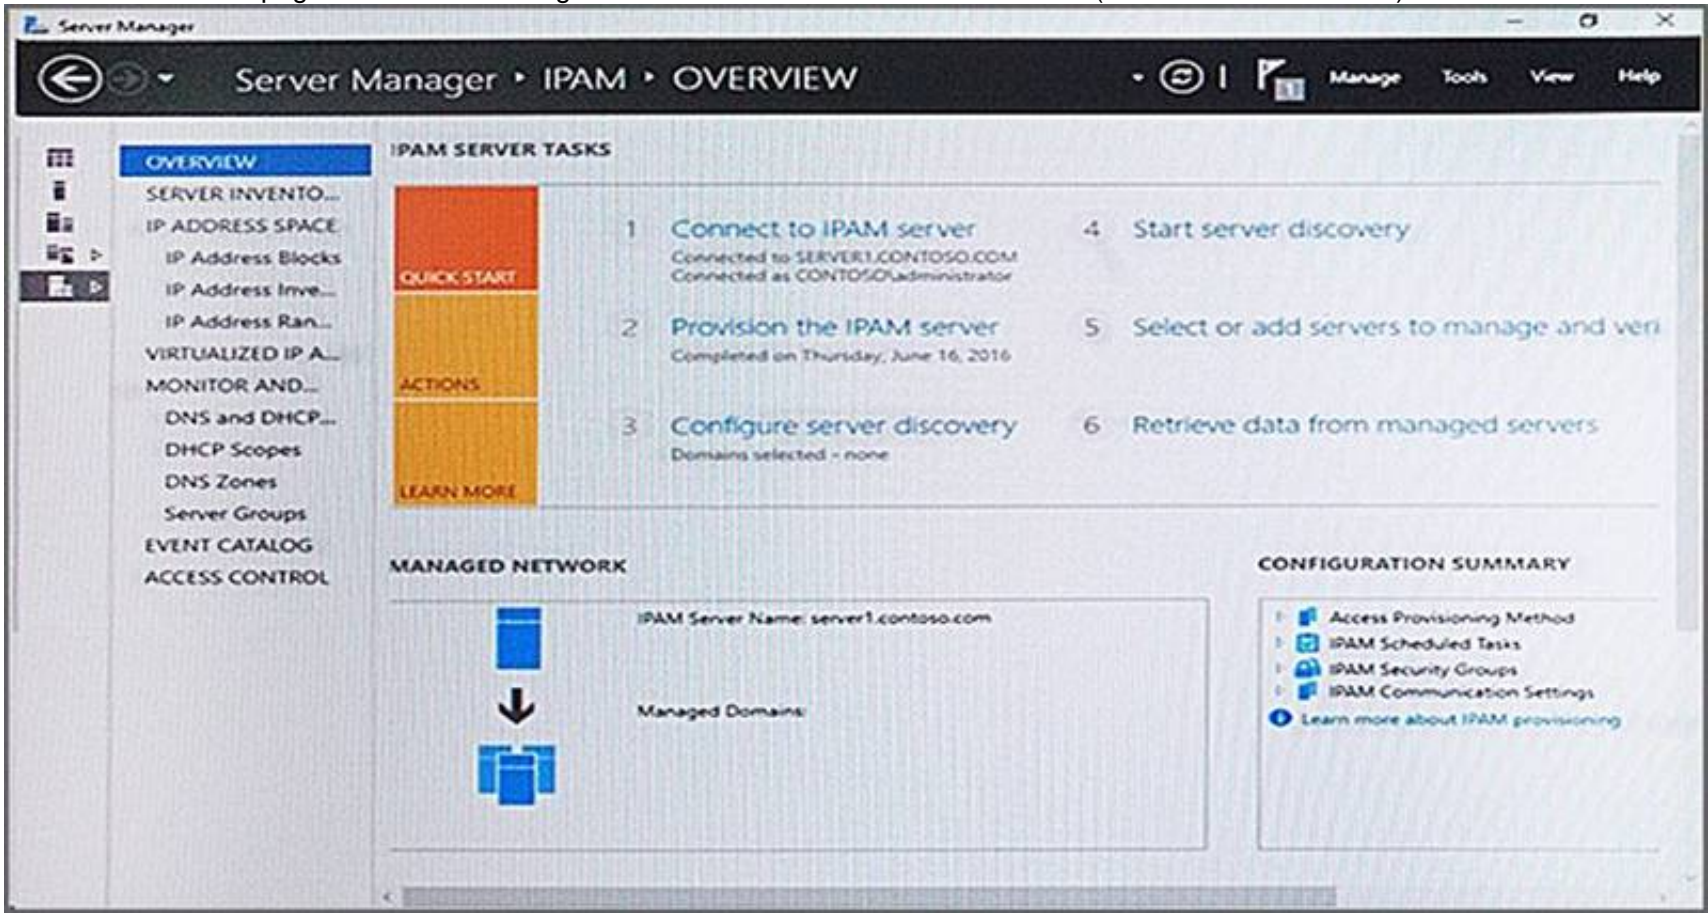 Server Manager
Server Manager ‣ IPAM ‣ OVERVIEW
Manage Tools View Help
OVERVIEW
SERVER INVENTO...
IP ADDRESS SPACE
IP Address Blocks
IP Address Inve...
IP Address Ran...
VIRTUALIZED IP A...
MONITOR AND...
DNS and DHCP...
DHCP Scopes
DNS Zones
Server Groups
EVENT CATALOG
ACCESS CONTROL
IPAM SERVER TASKS
QUICK START
ACTIONS
LEARN MORE
1 Connect to IPAM server
Connected to SERVER1.CONTOSO.COM
Connected as CONTOSO\administrator
2 Provision the IPAM server
Completed on Thursday, June 16, 2016
3 Configure server discovery
Domains selected - none
4 Start server discovery
5 Select or add servers to manage and veri
6 Retrieve data from managed servers
MANAGED NETWORK
IPAM Server Name: server1.contoso.com
Managed Domains:
CONFIGURATION SUMMARY
Access Provisioning Method
IPAM Scheduled Tasks
IPAM Security Groups
IPAM Communication Settings
Learn more about IPAM provisioning